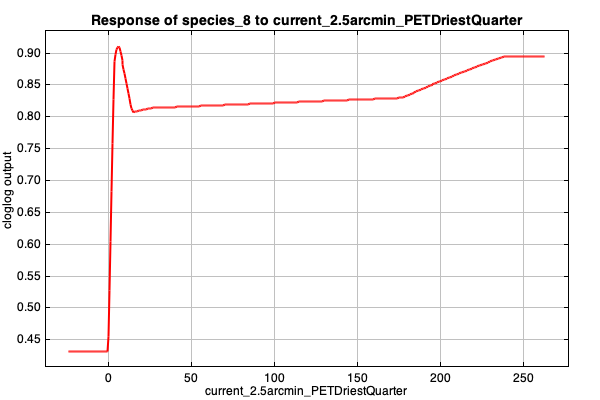 Response of species_8 to current_2.5arcmin_PETDriestQuarter
cloglog output
0.90
0.85
0.80
0.75
0.70
0.65
0.60
0.55
0.50
0.45
0 50 100 150 200 250
current_2.5arcmin_PETDriestQuarter